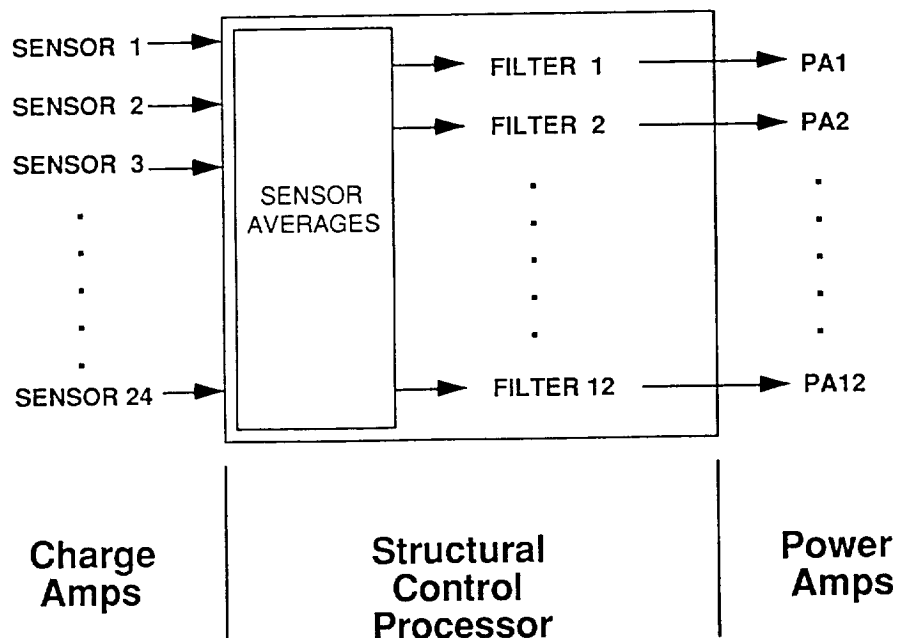 SENSOR 1
SENSOR 2
SENSOR 3
SENSOR 24
SENSOR
AVERAGES
FILTER 1
FILTER 2
FILTER 12
PA1
PA2
PA12
Charge
Amps
Structural
Control
Processor
Power
Amps